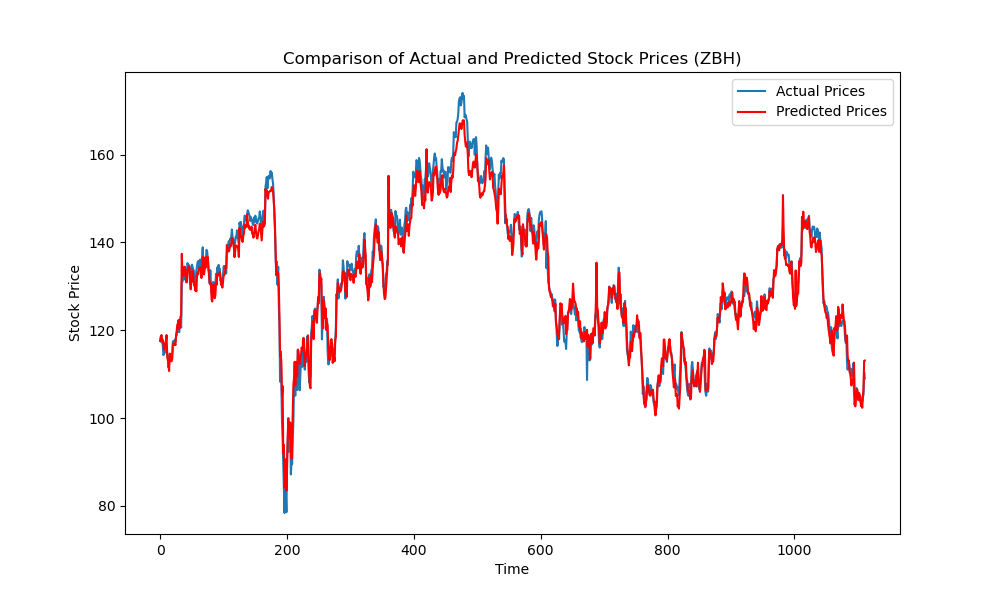 Comparison of Actual and Predicted Stock Prices (ZBH)
Actual Prices
Predicted Prices
Stock Price
160
140
120
100
80
0 200 400 600 800 1000
Time